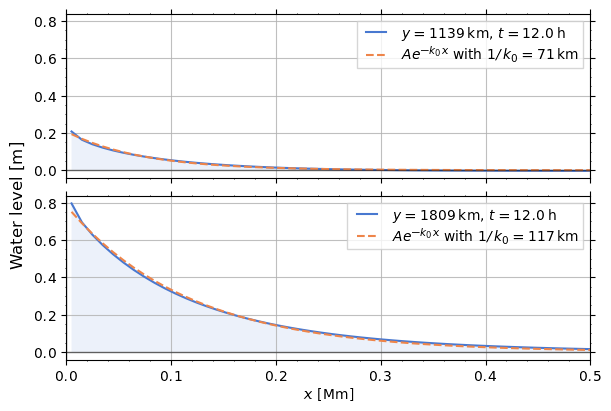 0.8
0.6
0.4
0.2
0.0
y = 1139 km, t = 12.0 h
Ae^{-k_0x} with 1/k_0 = 71 km
Water level [m]
0.8
0.6
0.4
0.2
0.0
y = 1809 km, t = 12.0 h
Ae^{-k_0x} with 1/k_0 = 117 km
0.0 0.1 0.2 0.3 0.4 0.5
x [Mm]